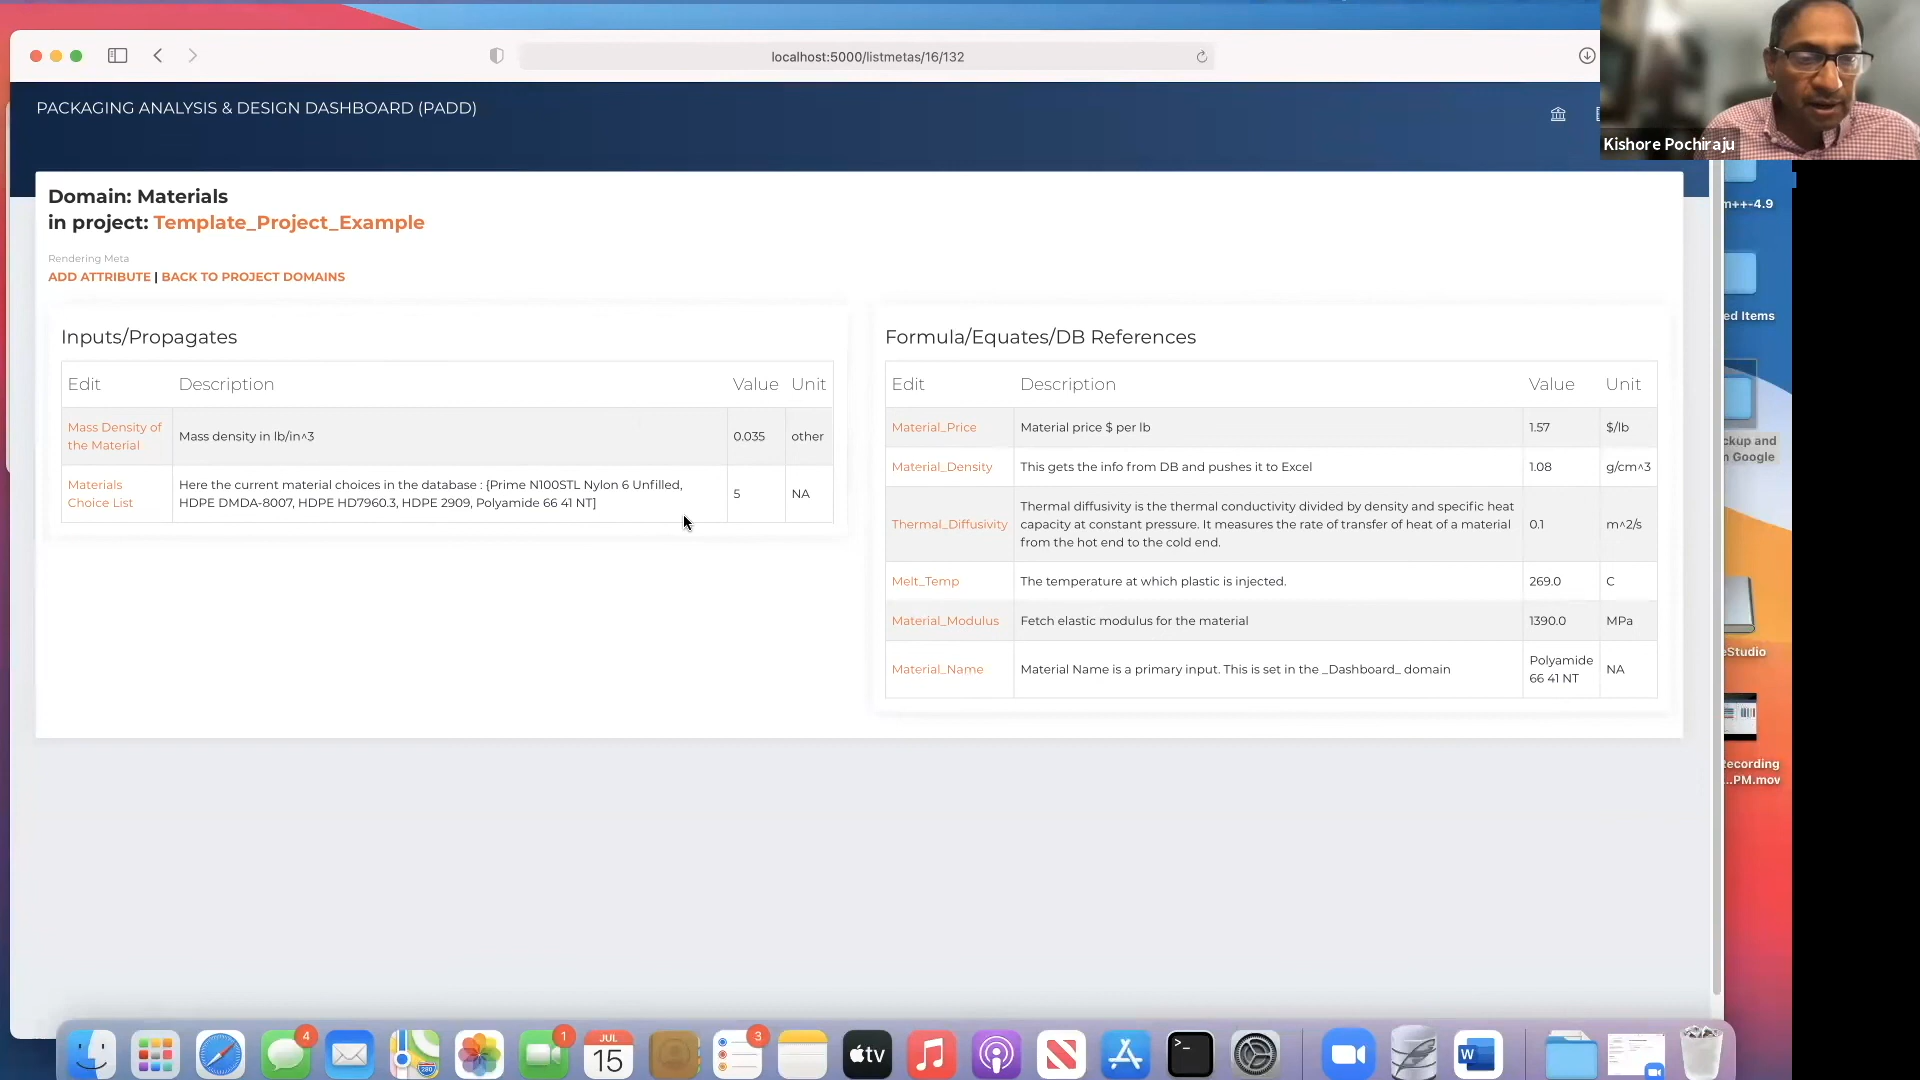 localhost:5000/listmetas/16/132
PACKAGING ANALYSIS & DESIGN DASHBOARD (PADD)
Kishore Pochiraju
Domain: Materials
in project: Template_Project_Example
Rendering Meta
ADD ATTRIBUTE | BACK TO PROJECT DOMAINS
Inputs/Propagates
Edit Description Value Unit
Mass Density of
the Material
Mass density in lb/in^3
0.035
other
Materials
Choice List
Here the current material choices in the database : {Prime N100STL Nylon 6 Unfilled,
HDPE DMDA-8007, HDPE HD7960.3, HDPE 2909, Polyamide 66 41 NT]
5
NA
Formula/Equates/DB References
Edit Description Value Unit
Material_Price Material price $ per lb 1.57 $/lb
Material_Density This gets the info from DB and pushes it to Excel 1.08 g/cm^3
Thermal_Diffusivity
Thermal diffusivity is the thermal conductivity divided by density and specific heat
capacity at constant pressure. It measures the rate of transfer of heat of a material
from the hot end to the cold end.
0.1
m^2/s
Melt_Temp The temperature at which plastic is injected. 269.0 C
Material_Modulus Fetch elastic modulus for the material 1390.0 MPa
Material_Name Material Name is a primary input. This is set in the _Dashboard_ domain
Polyamide
66 41 NT
NA
m++-4.9
ed Items
ckup and
n Google
eStudio
Recording
...PM.mov
4
280
1
JUL
15
3
tv
>_
W